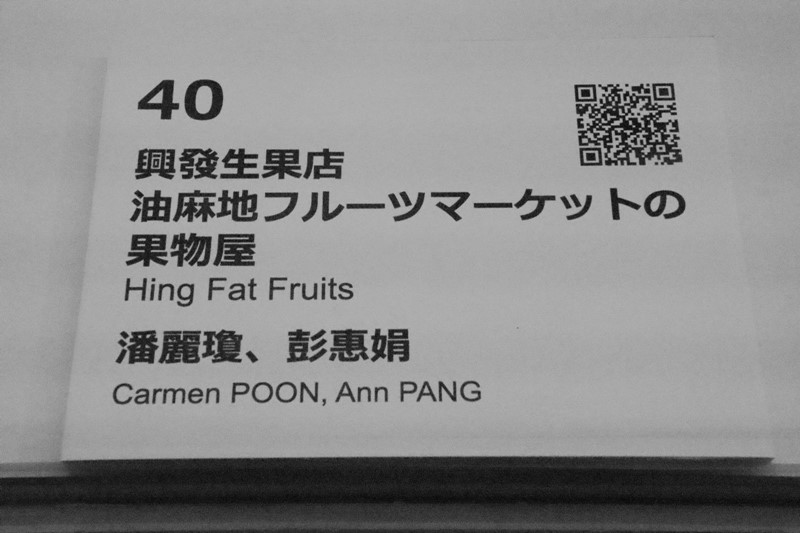 40
興發生果店
油麻地フルーツマーケットの
果物屋
Hing Fat Fruits
潘麗瓊、彭惠娟
Carmen POON, Ann PANG